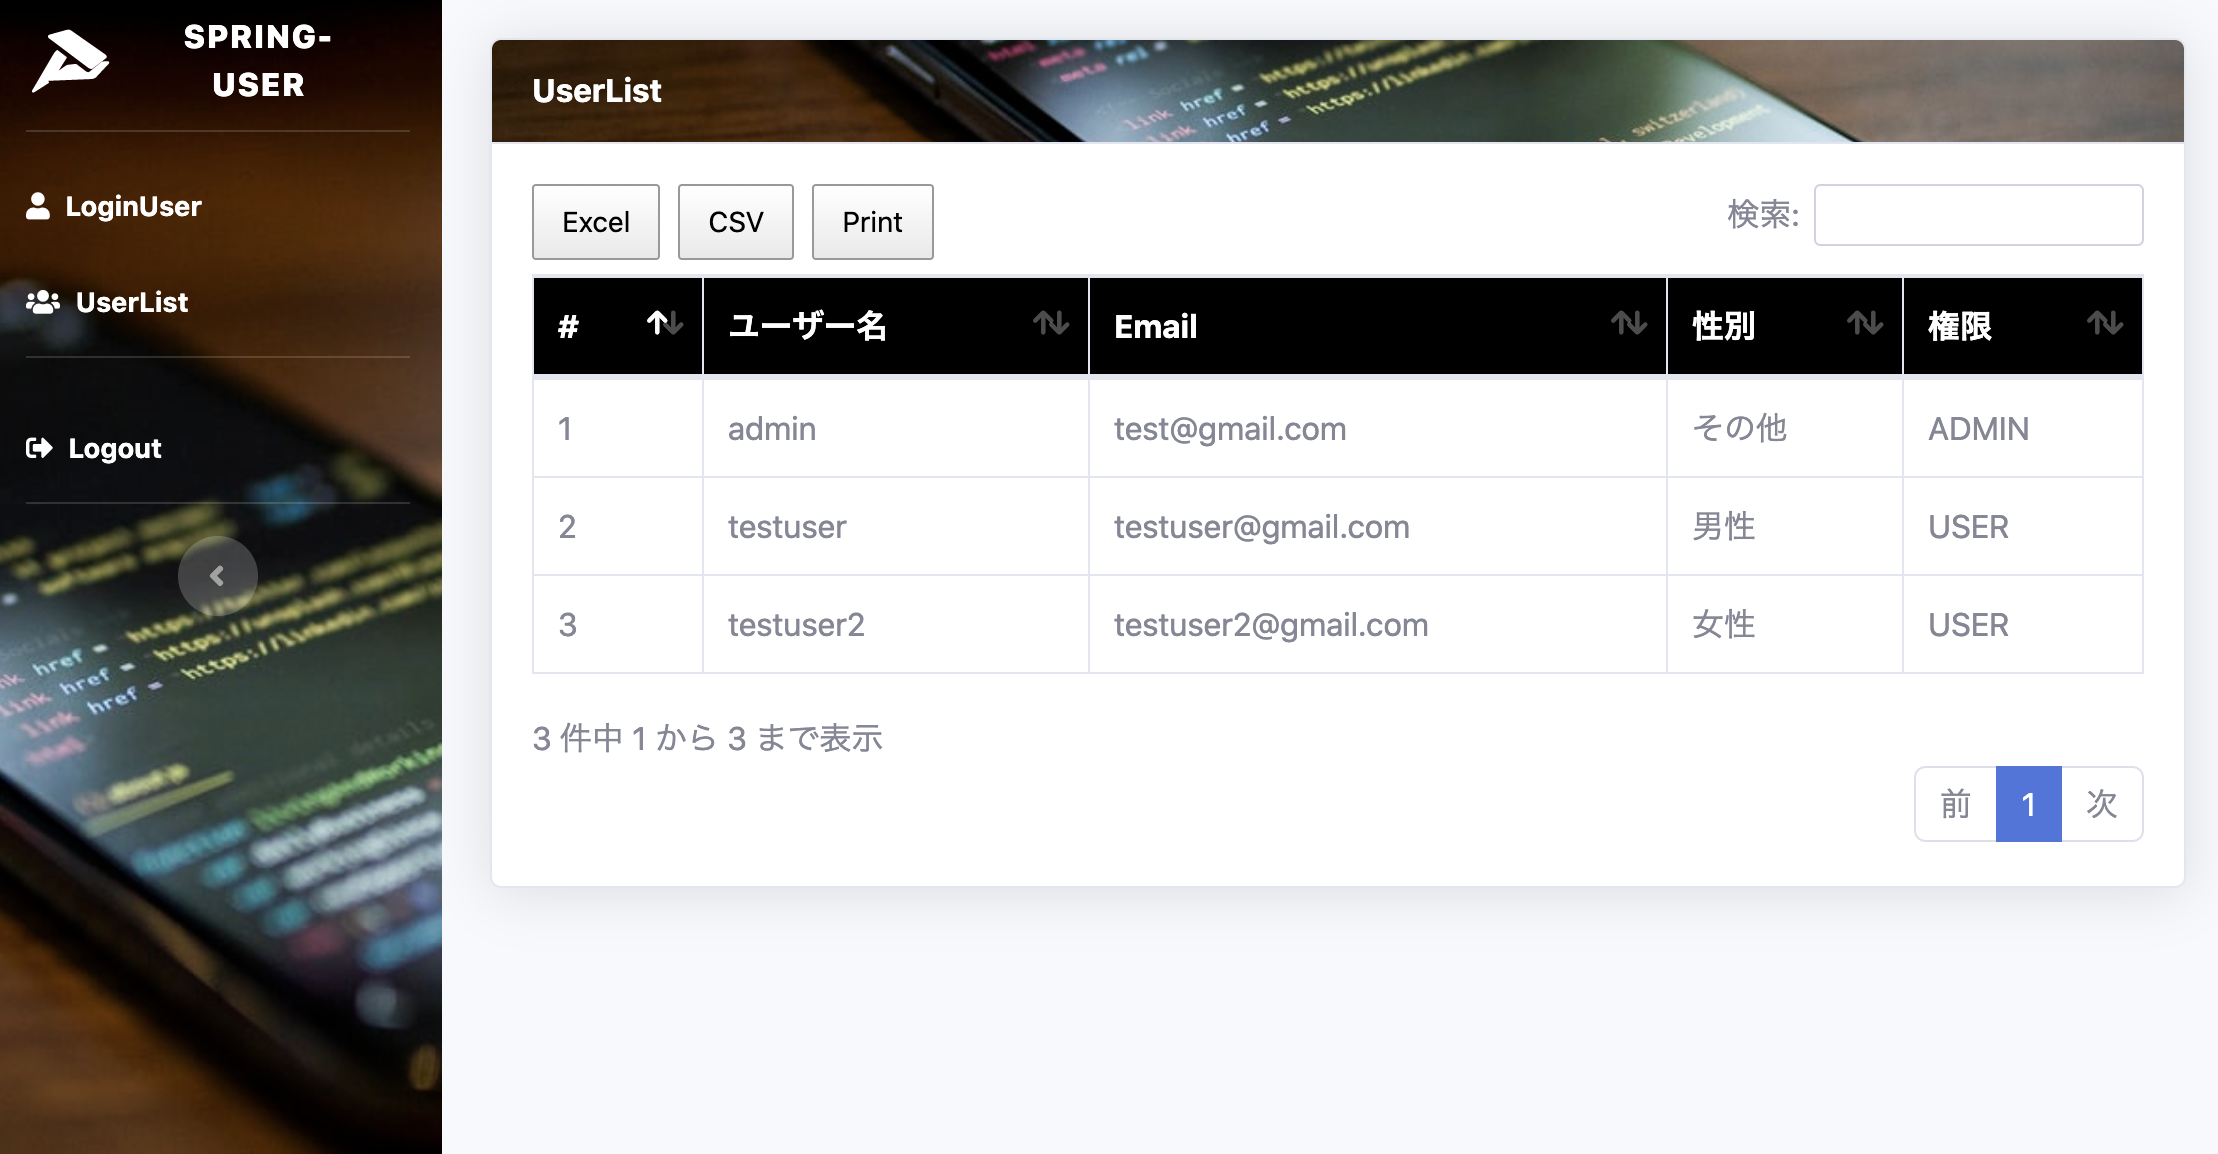 SPRING-
USER
LoginUser
UserList
Logout
UserList
Excel CSV Print
検索:
# ユーザー名 Email 性別 権限
1 admin test@gmail.com その他 ADMIN
2 testuser testuser@gmail.com 男性 USER
3 testuser2 testuser2@gmail.com 女性 USER
3 件中 1 から 3 まで表示
前 1 次